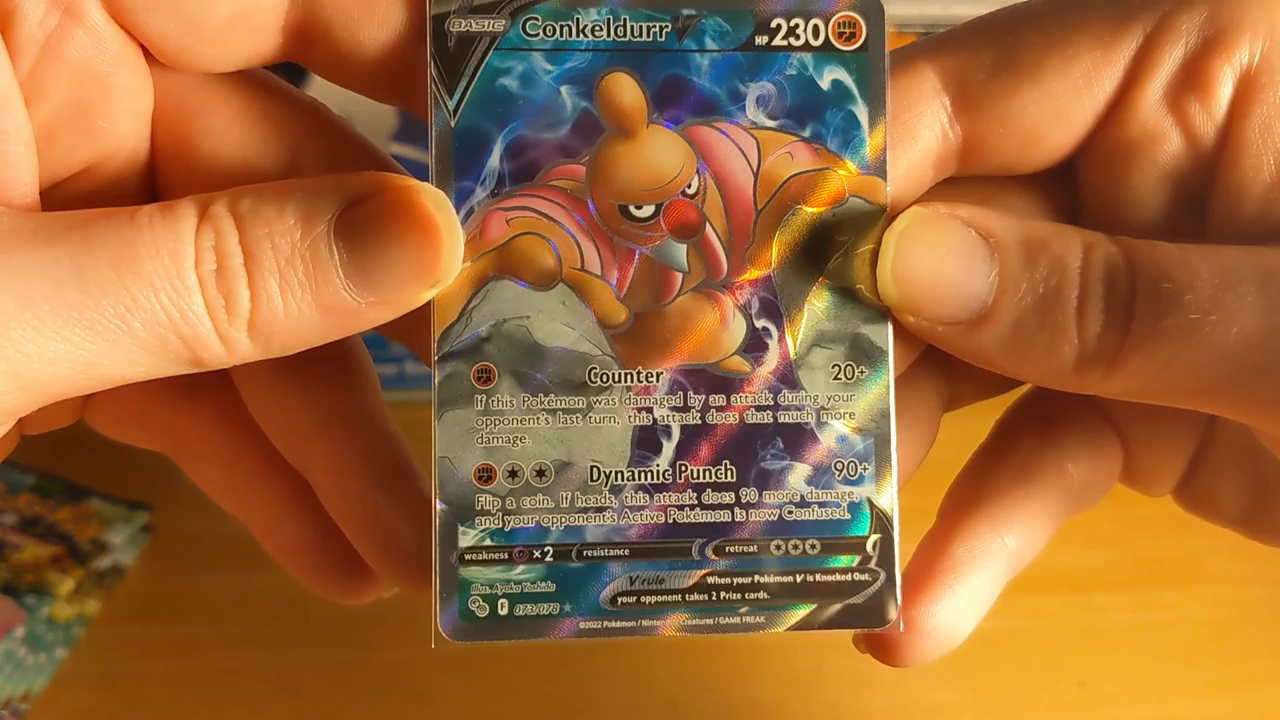 BASIC Conkeldurr V HP 230
Counter 20+
If this Pokémon was damaged by an attack during your
opponent's last turn, this attack does that much more
damage.
Dynamic Punch 90+
Flip a coin. If heads, this attack does 90 more damage,
and your opponent's Active Pokémon is now Confused.
weakness ×2 resistance retreat
Illus. Ayaka Yoshida
V rule When your Pokémon V is Knocked Out,
your opponent takes 2 Prize cards.
F 073/078 ★
©2022 Pokémon / Nintendo / Creatures / GAME FREAK